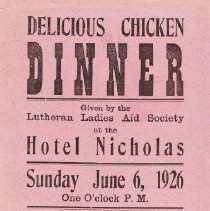 DELICIOUS CHICKEN
DINNER
Given by the
Lutheran Ladies Aid Society
at the
Hotel Nicholas
Sunday June 6, 1926
One O'clock P. M.